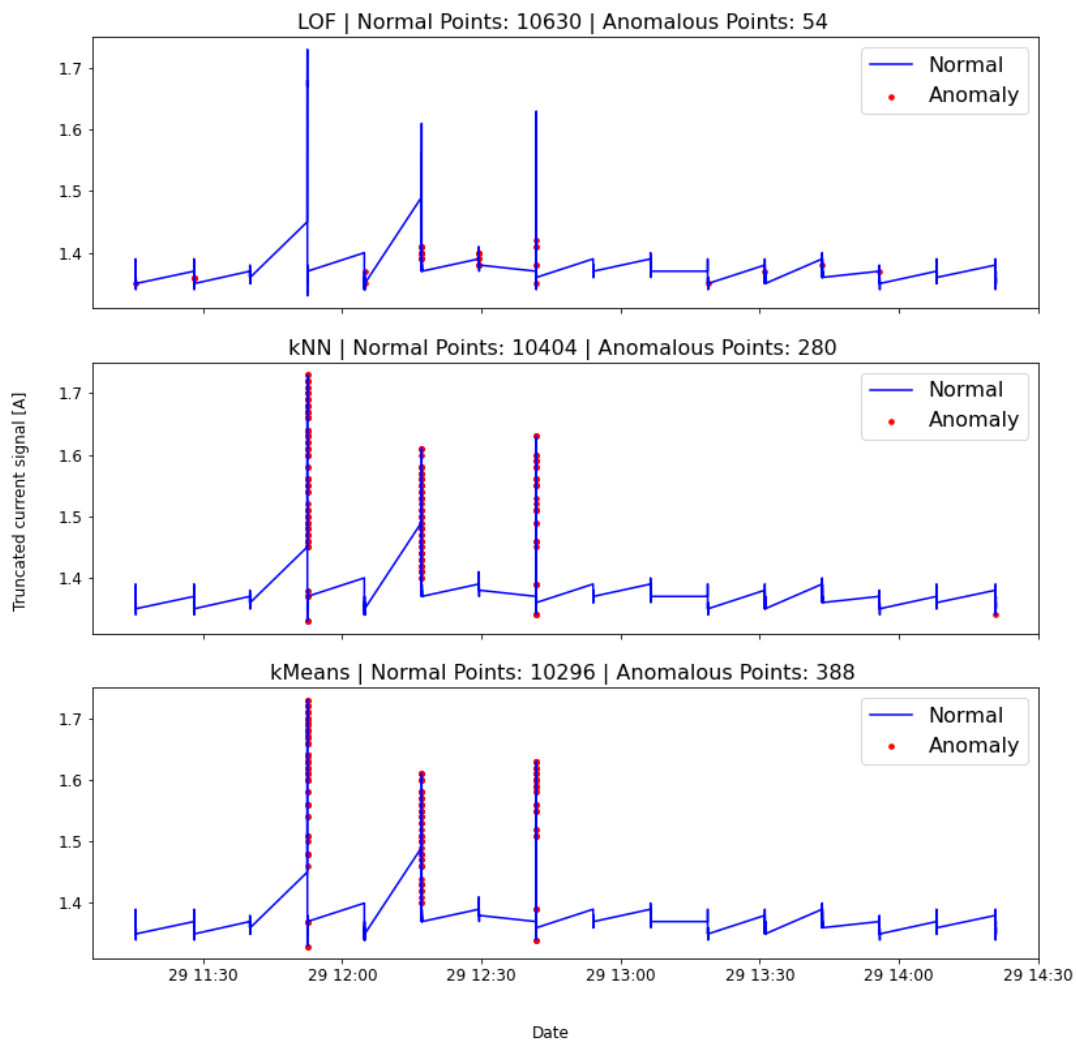 LOF | Normal Points: 10630 | Anomalous Points: 54
1.7
1.6
1.5
1.4
Normal
Anomaly
kNN | Normal Points: 10404 | Anomalous Points: 280
1.7
1.6
1.5
1.4
Normal
Anomaly
Truncated current signal [A]
kMeans | Normal Points: 10296 | Anomalous Points: 388
1.7
1.6
1.5
1.4
Normal
Anomaly
29 11:30 29 12:00 29 12:30 29 13:00 29 13:30 29 14:00 29 14:30
Date